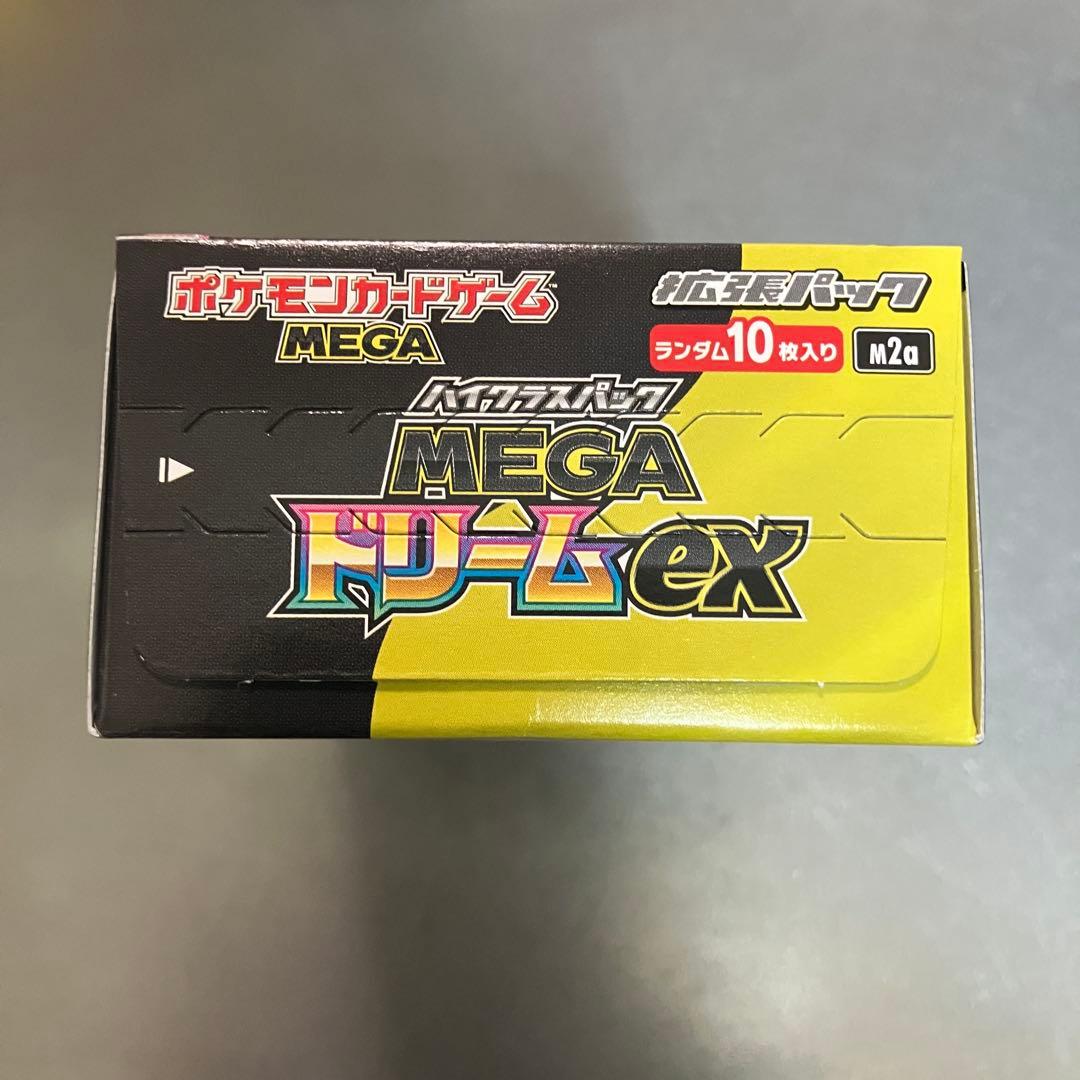 ポケモンカードゲーム™
MEGA
拡張パック
ランダム10枚入り
M2a
ハイクラスパック
MEGA
ドリームex